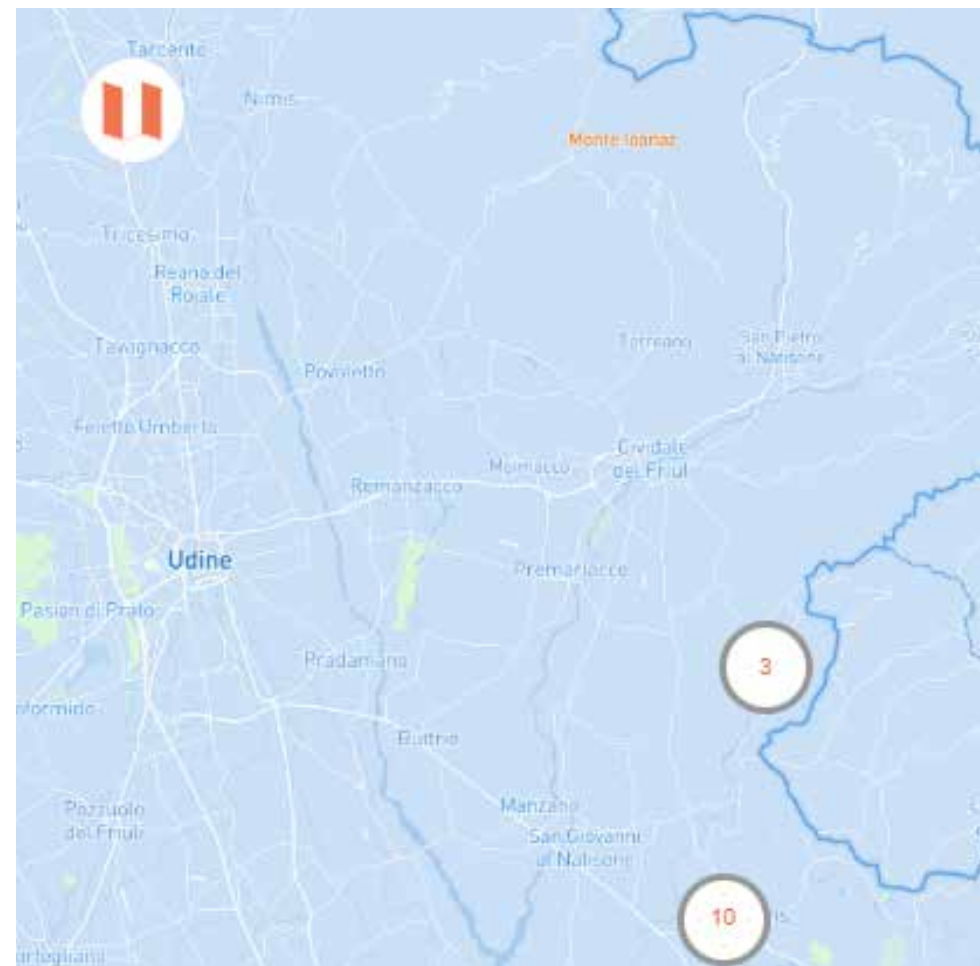 Tarcento
Nimis
Monte Ioanaz
Tricesimo
Reana del
Rojale
Tavagnacco
Povoletto
Torreano
San Pietro
al Natisone
Feletto Umberto
Moimacco
Cividale
del Friuli
Remanzacco
Udine
Premariacco
Pasian di Prato
Pradamano
3
Buttrio
Manzano
Pozzuolo
del Friuli
San Giovanni
al Natisone
10